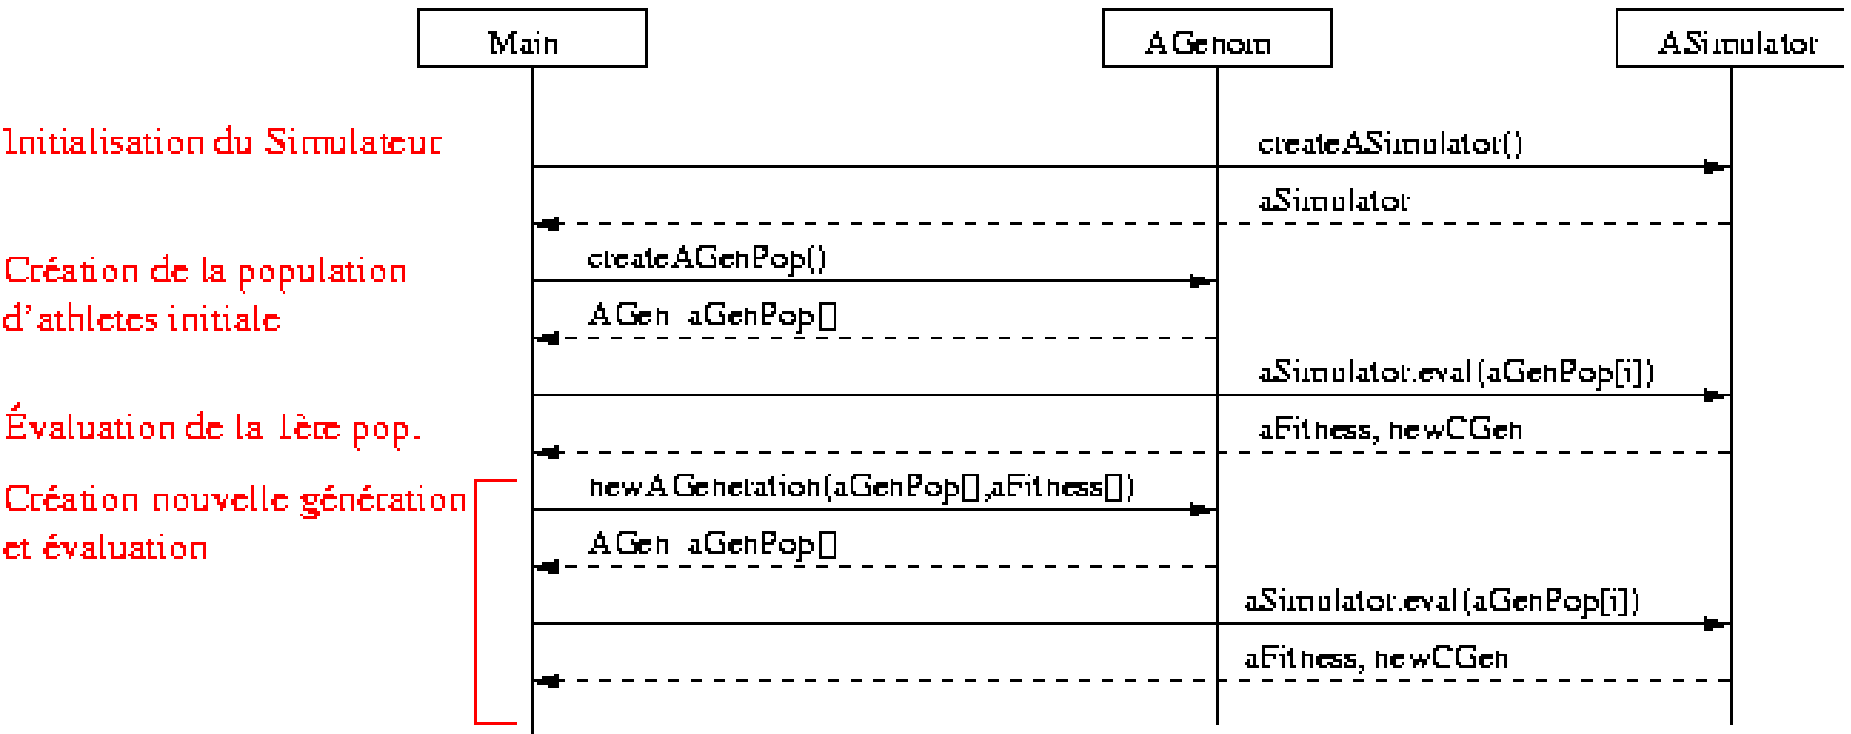 Main
AGenom
ASimulator
Initialisation du Simulateur
createASimulator()
aSimulator
Création de la population
d'athletes initiale
createAGenPop()
AGen aGenPop[]
aSimulator.eval(aGenPop[i])
Évaluation de la 1ère pop.
aFitness, newCGen
Création nouvelle génération
et évaluation
newAGeneration(aGenPop[],aFitness[])
AGen aGenPop[]
aSimulator.eval(aGenPop[i])
aFitness, newCGen